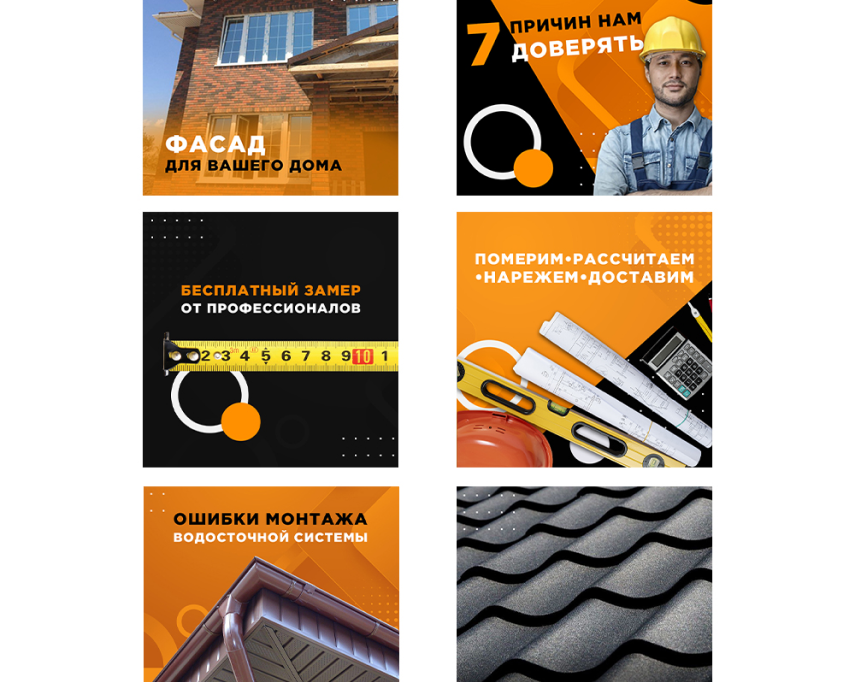 ФАСАД
ДЛЯ ВАШЕГО ДОМА
7 ПРИЧИН НАМ
ДОВЕРЯТЬ
БЕСПЛАТНЫЙ ЗАМЕР
ОТ ПРОФЕССИОНАЛОВ
2 3 4 5 6 7 8 9 10 1
ПОМЕРИМ•РАССЧИТАЕМ
•НАРЕЖЕМ•ДОСТАВИМ
ОШИБКИ МОНТАЖА
ВОДОСТОЧНОЙ СИСТЕМЫ